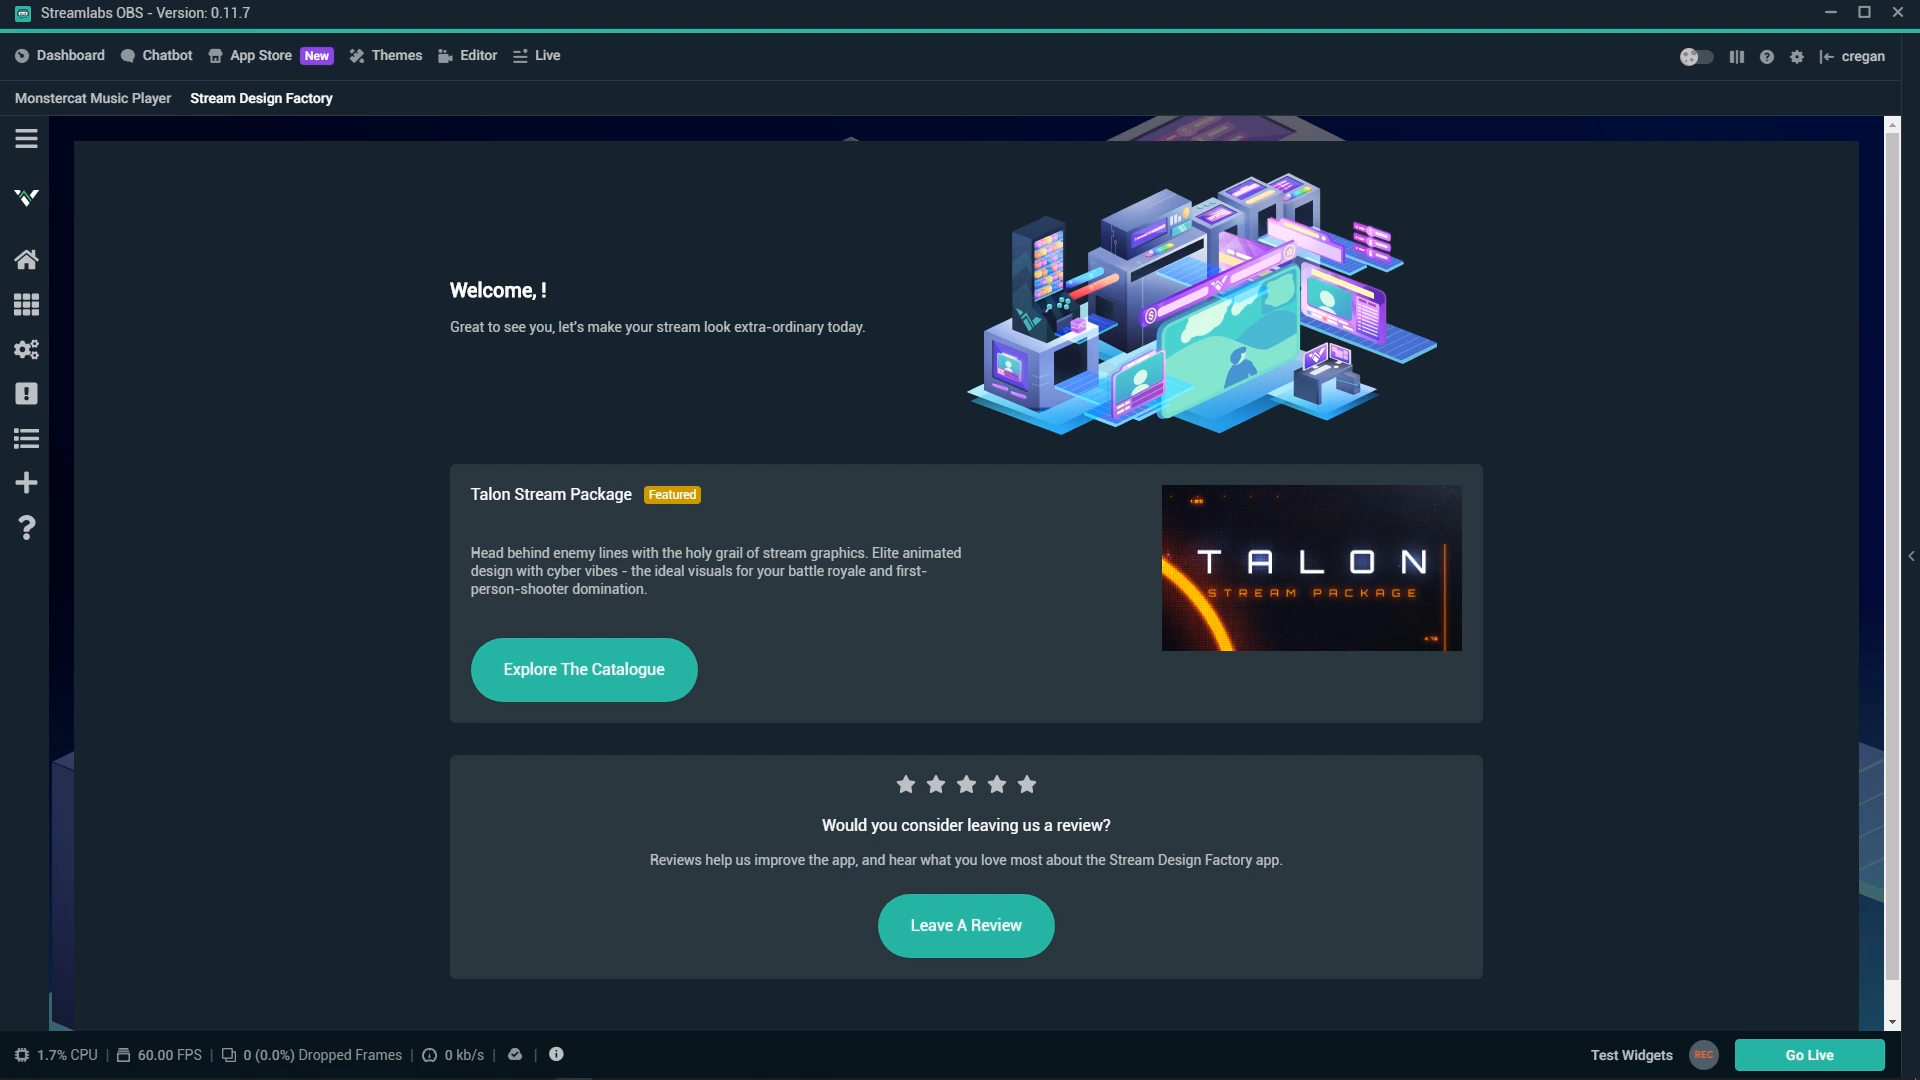 Streamlabs OBS - Version: 0.11.7
Dashboard Chatbot App Store New Themes Editor Live cregan
Monstercat Music Player Stream Design Factory
Welcome, !
Great to see you, let's make your stream look extra-ordinary today.
Talon Stream Package Featured
Head behind enemy lines with the holy grail of stream graphics. Elite animated
design with cyber vibes - the ideal visuals for your battle royale and first-
person-shooter domination.
TALON
STREAM PACKAGE
Explore The Catalogue
Would you consider leaving us a review?
Reviews help us improve the app, and hear what you love most about the Stream Design Factory app.
Leave A Review
1.7% CPU | 60.00 FPS | 0 (0.0%) Dropped Frames | 0 kb/s | | Test Widgets REC Go Live